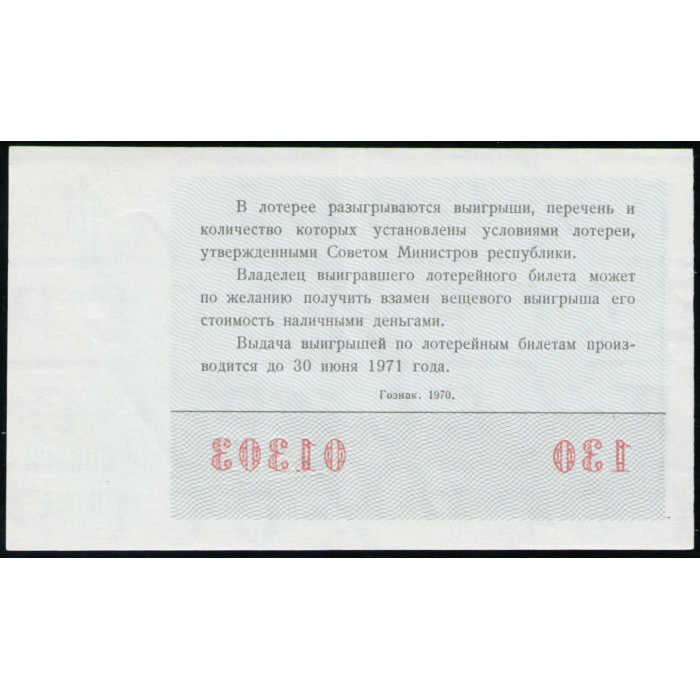 В лотерее разыгрываются выигрыши, перечень и
количество которых установлены условиями лотереи,
утвержденными Советом Министров республики.
Владелец выигравшего лотерейного билета может
по желанию получить взамен вещевого выигрыша его
стоимость наличными деньгами.
Выдача выигрышей по лотерейным билетам произ-
водится до 30 июня 1971 года.
Гознак. 1970.
01303 130